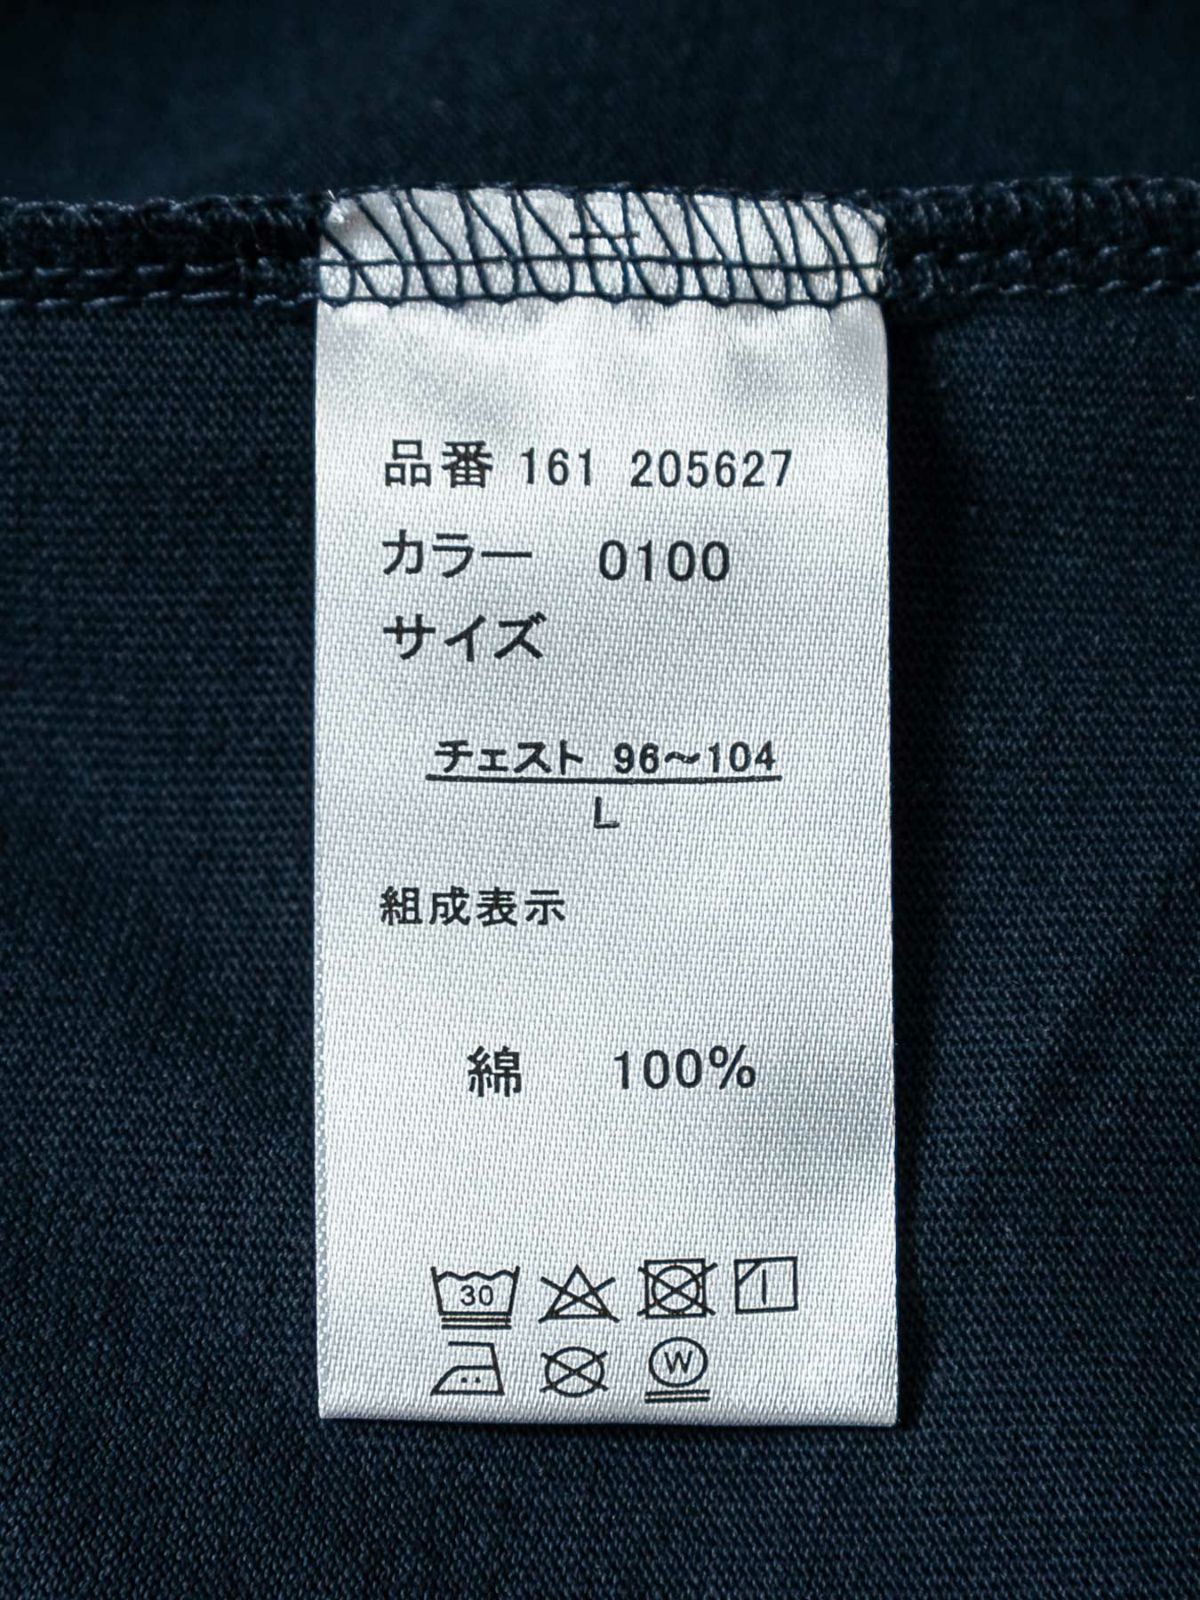 品番 161 205627
カラー 0100
サイズ
チェスト 96～104
L
組成表示
綿 100%
30
W